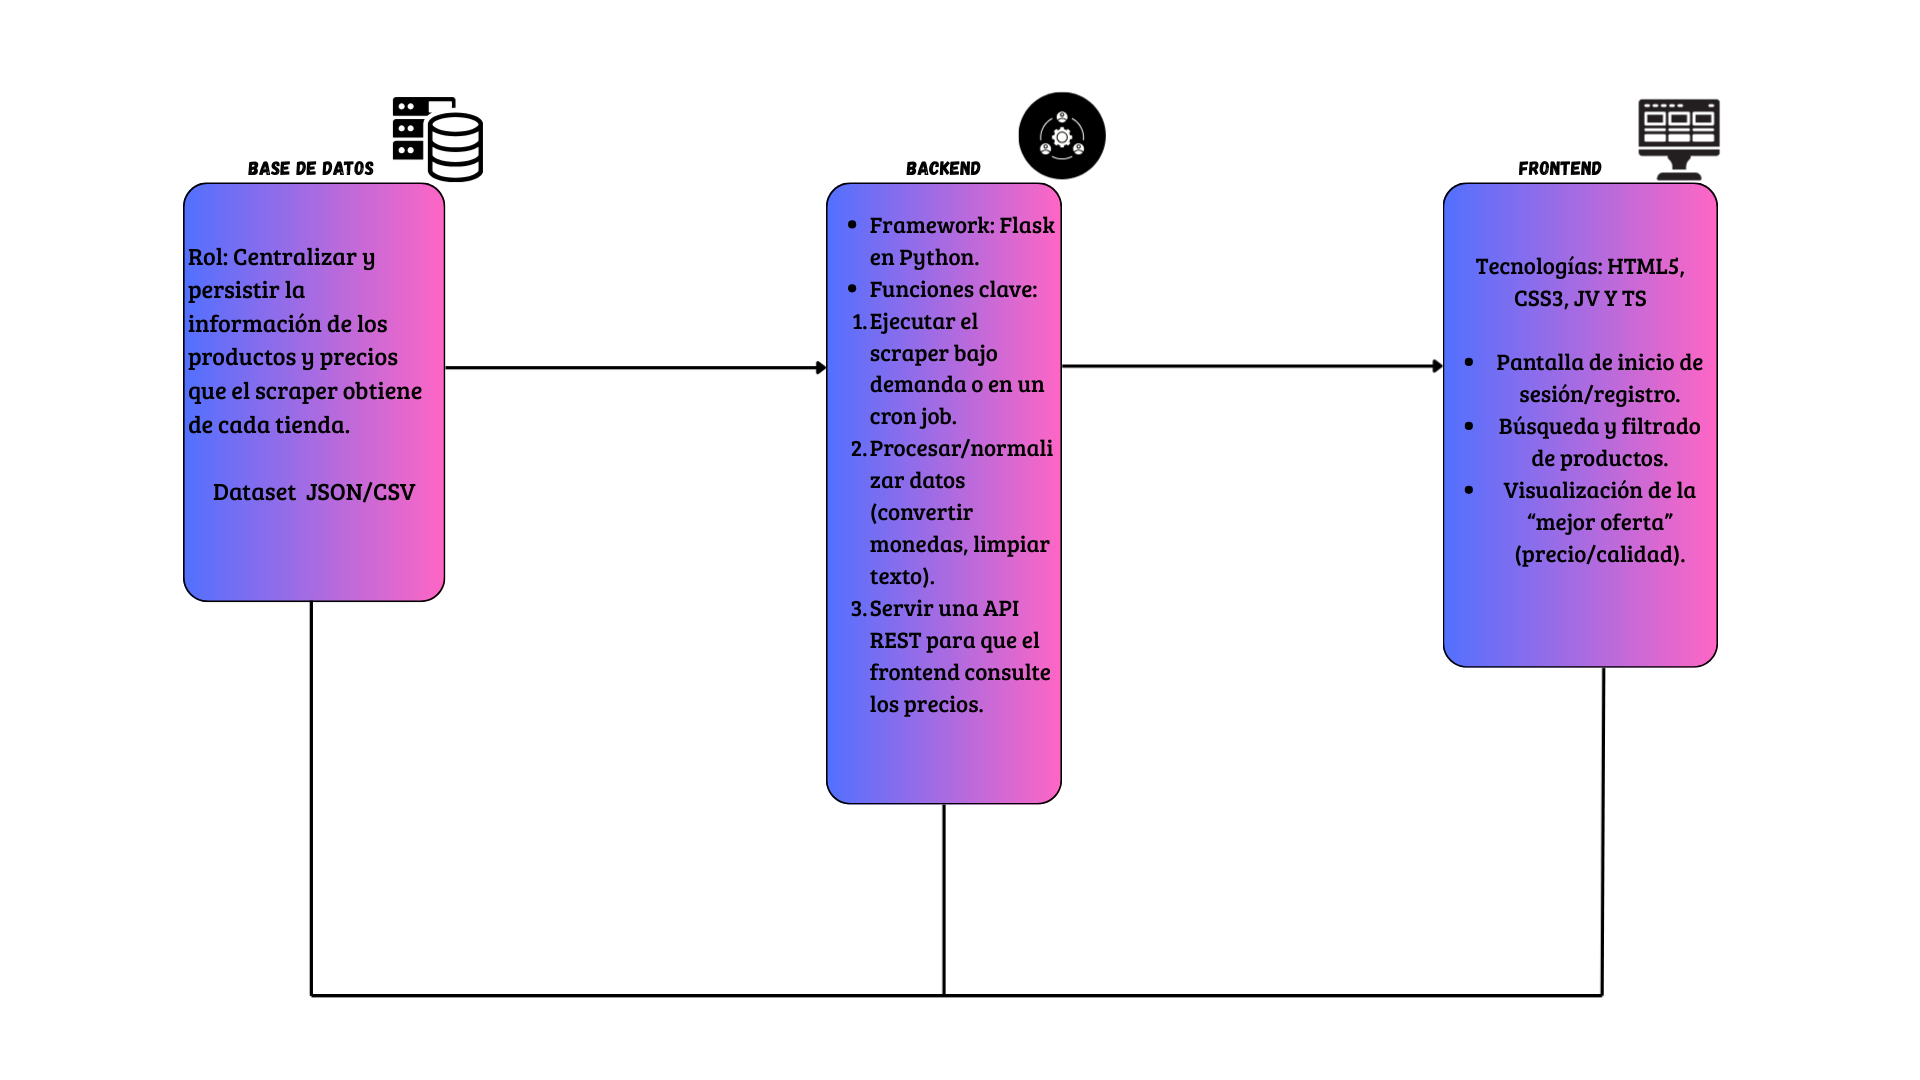 BASE DE DATOS
Rol: Centralizar y
persistir la
información de los
productos y precios
que el scraper obtiene
de cada tienda.
Dataset JSON/CSV
BACKEND
• Framework: Flask
en Python.
• Funciones clave:
1. Ejecutar el
scraper bajo
demanda o en un
cron job.
2. Procesar/normali
zar datos
(convertir
monedas, limpiar
texto).
3. Servir una API
REST para que el
frontend consulte
los precios.
FRONTEND
Tecnologías: HTML5,
CSS3, JV Y TS
• Pantalla de inicio de
sesión/registro.
• Búsqueda y filtrado
de productos.
• Visualización de la
“mejor oferta”
(precio/calidad).